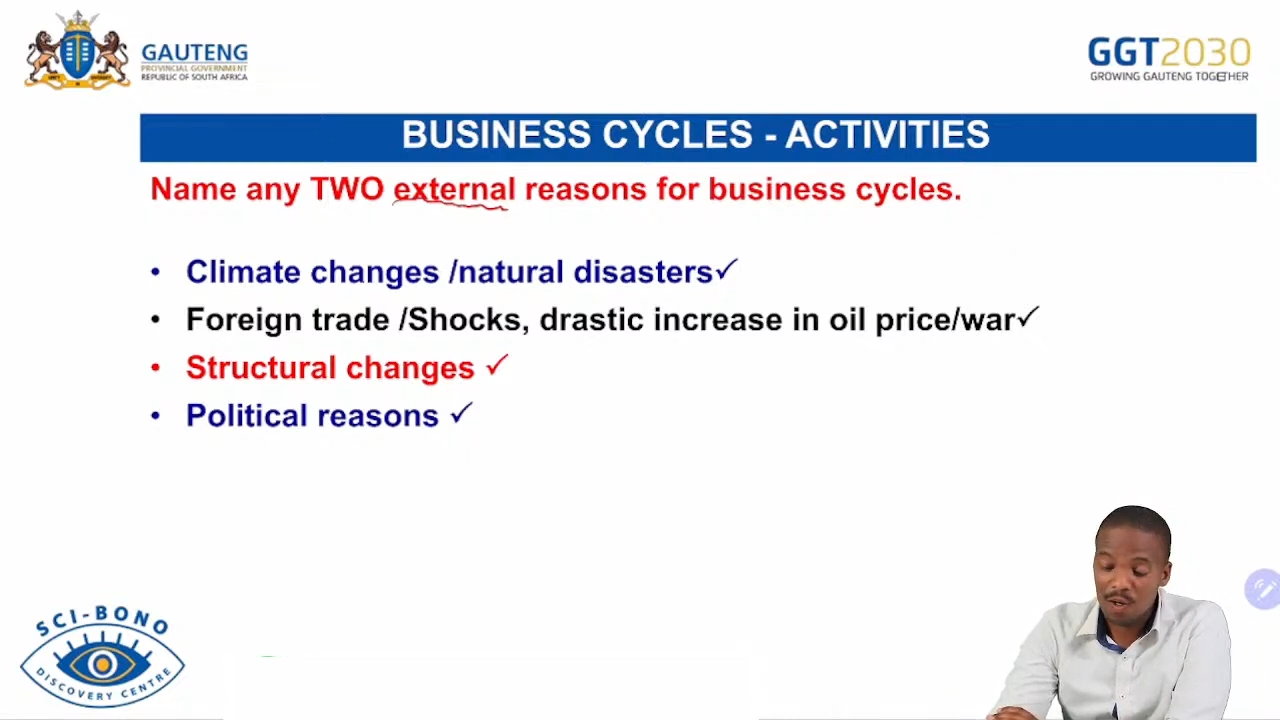 GAUTENG
PROVINCIAL GOVERNMENT
REPUBLIC OF SOUTH AFRICA
GGT2030
GROWING GAUTENG TOGETHER
BUSINESS CYCLES - ACTIVITIES
Name any TWO external reasons for business cycles.
• Climate changes /natural disasters✓
• Foreign trade /Shocks, drastic increase in oil price/war✓
• Structural changes ✓
• Political reasons ✓
SCI-BONO
DISCOVERY CENTRE